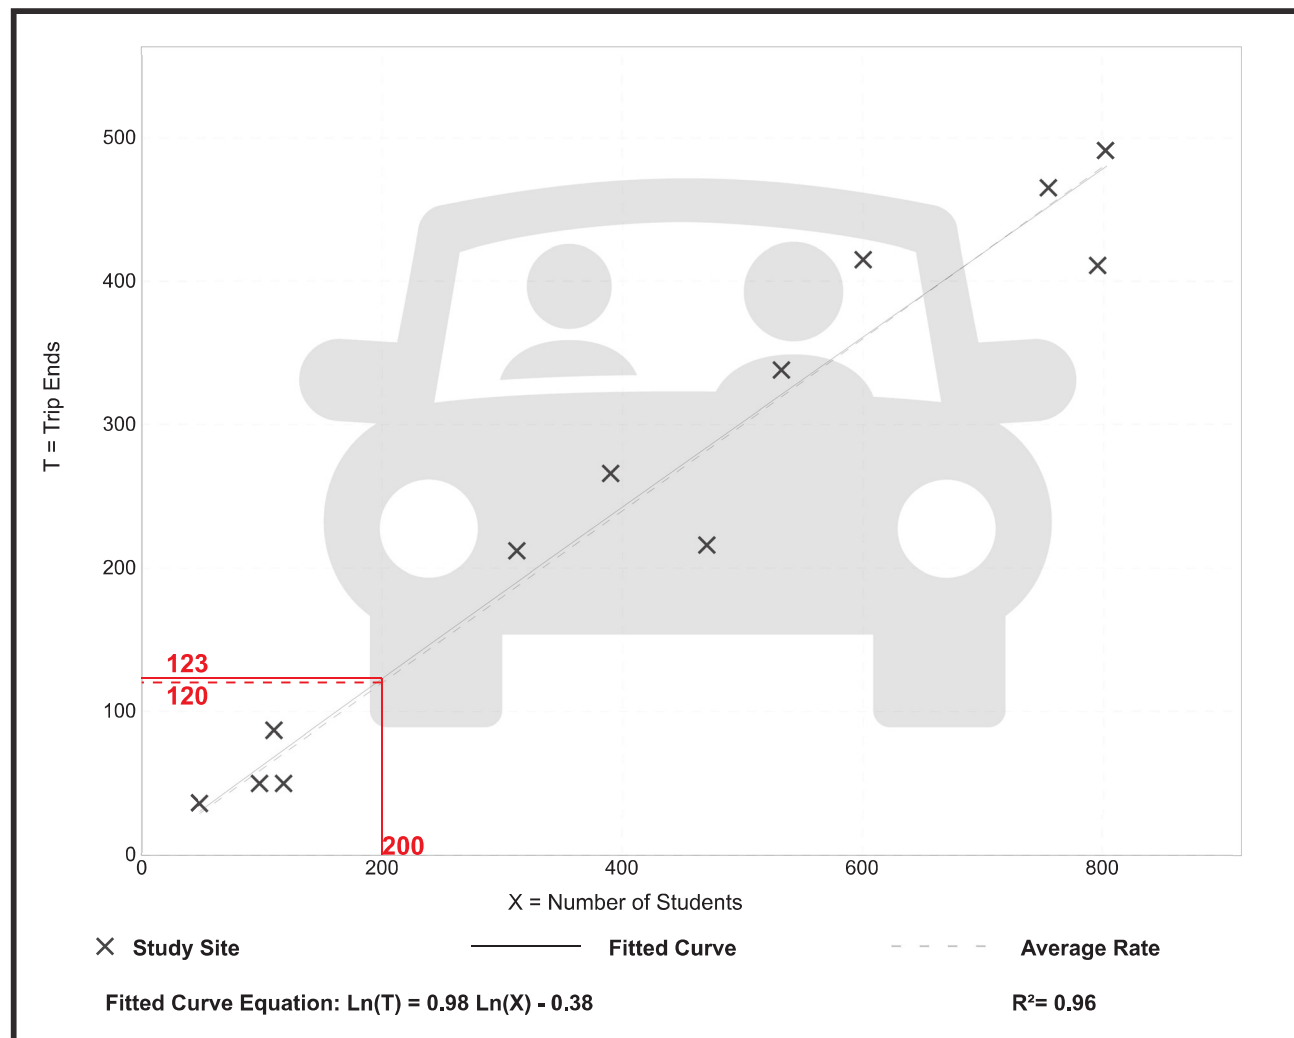 500
400
300
200
100
0
T = Trip Ends
123
120
200
0
200
400
600
800
X = Number of Students
Study Site
Fitted Curve
Average Rate
Fitted Curve Equation: Ln(T) = 0.98 Ln(X) - 0.38
R²= 0.96